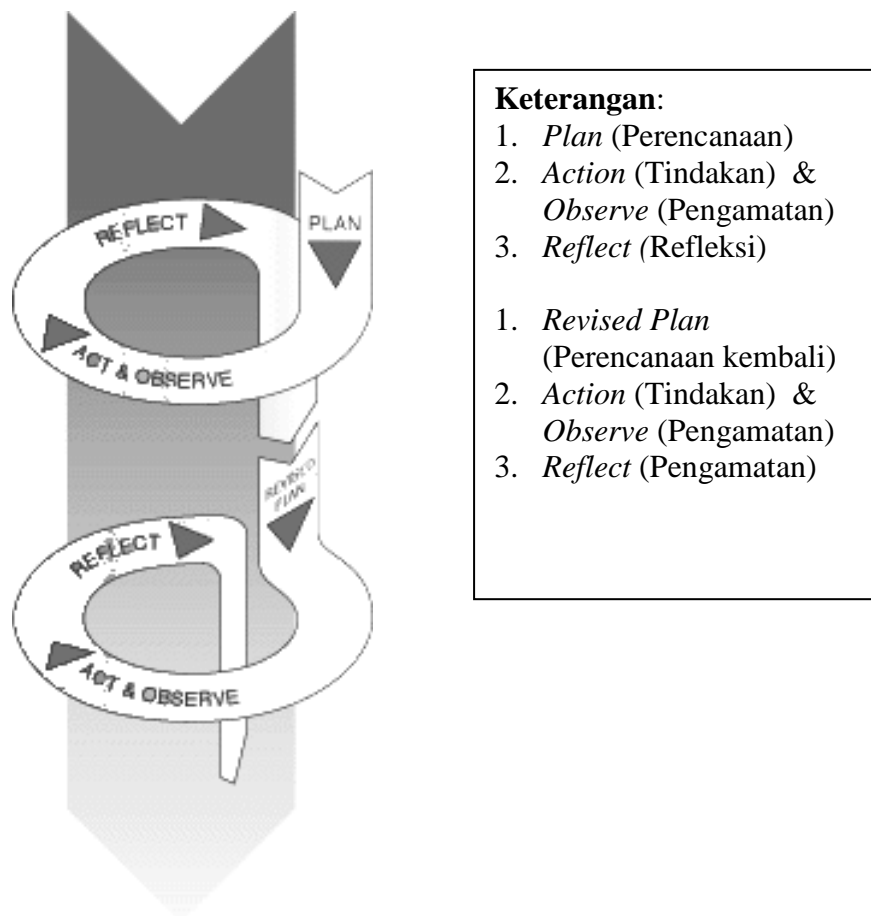 REFLECT
PLAN
ACT & OBSERVE
REVISED
PLAN
REFLECT
ACT & OBSERVE
Keterangan:
1. Plan (Perencanaan)
2. Action (Tindakan) &
Observe (Pengamatan)
3. Reflect (Refleksi)
1. Revised Plan
(Perencanaan kembali)
2. Action (Tindakan) &
Observe (Pengamatan)
3. Reflect (Pengamatan)